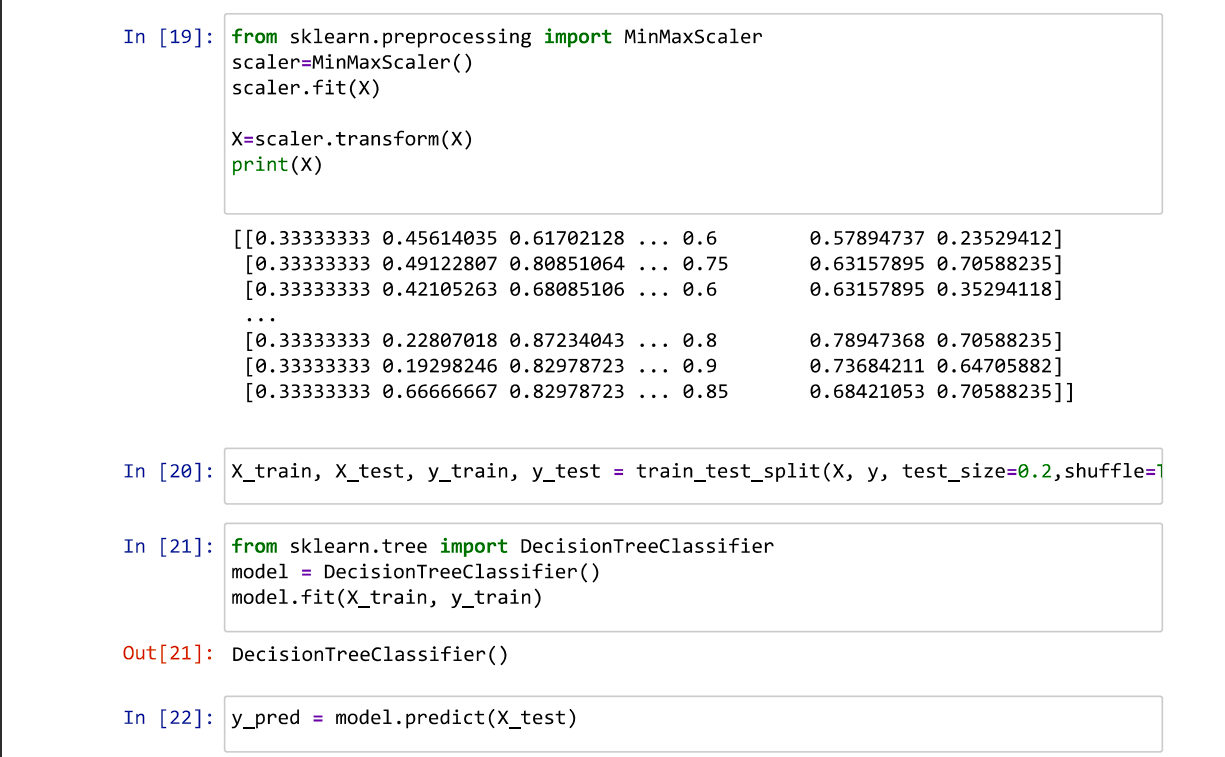 In [19]: from sklearn.preprocessing import MinMaxScaler
scaler=MinMaxScaler()
scaler.fit(X)
X=scaler.transform(X)
print(X)
[[0.33333333 0.45614035 0.61702128 ... 0.6        0.57894737 0.23529412]
 [0.33333333 0.49122807 0.80851064 ... 0.75       0.63157895 0.70588235]
 [0.33333333 0.42105263 0.68085106 ... 0.6        0.63157895 0.35294118]
 ...
 [0.33333333 0.22807018 0.87234043 ... 0.8        0.78947368 0.70588235]
 [0.33333333 0.19298246 0.82978723 ... 0.9        0.73684211 0.64705882]
 [0.33333333 0.66666667 0.82978723 ... 0.85       0.68421053 0.70588235]]
In [20]: X_train, X_test, y_train, y_test = train_test_split(X, y, test_size=0.2,shuffle=
In [21]: from sklearn.tree import DecisionTreeClassifier
model = DecisionTreeClassifier()
model.fit(X_train, y_train)
Out[21]: DecisionTreeClassifier()
In [22]: y_pred = model.predict(X_test)